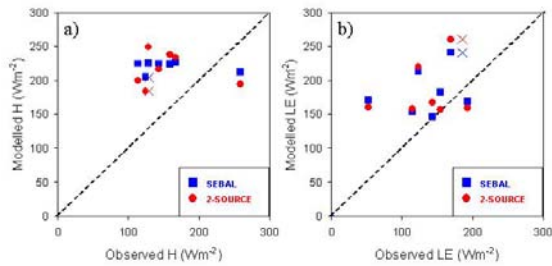 a)
Modelled H (Wm-2)
300
250
200
150
100
50
0
SEBAL
2-SOURCE
0
100
200
300
Observed H (Wm-2)
b)
Modelled LE (Wm-2)
300
250
200
150
100
50
0
SEBAL
2-SOURCE
0
100
200
300
Observed LE (Wm-2)